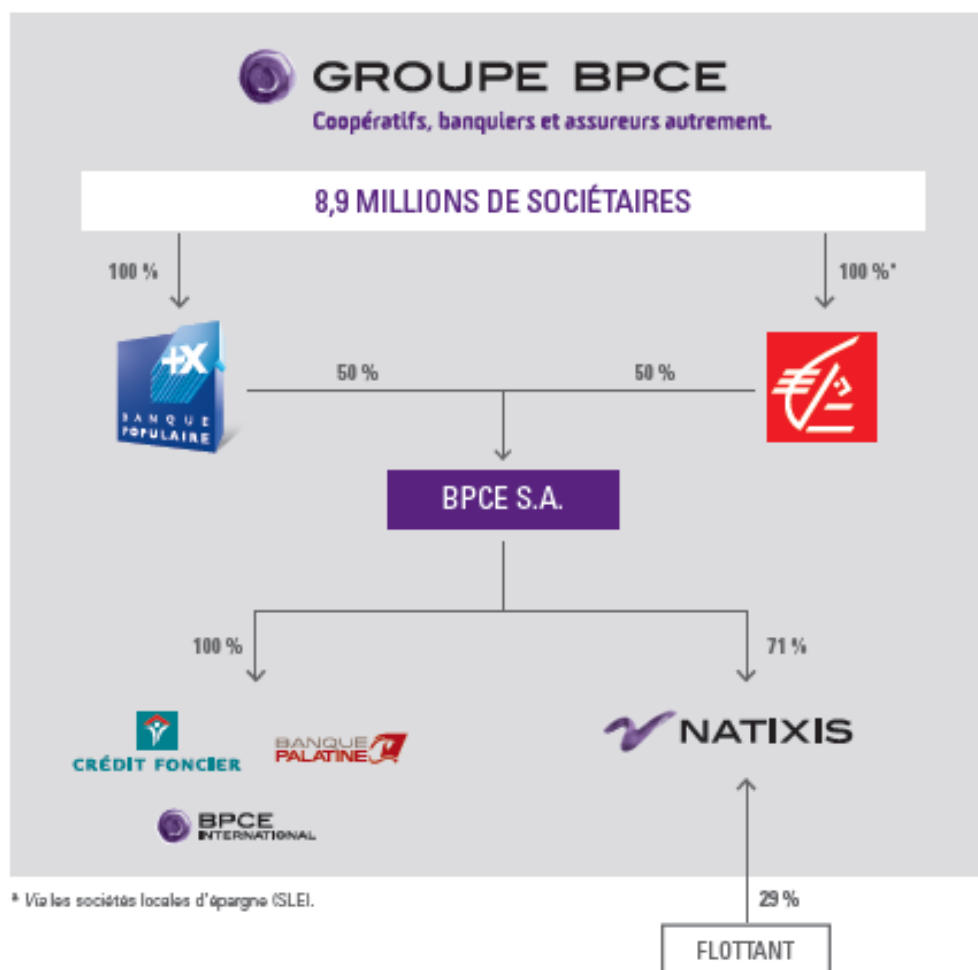 GROUPE BPCE
Coopératifs, banquiers et assureurs autrement.
8,9 MILLIONS DE SOCIÉTAIRES
100 %
100 %*
+X
BANQUE
POPULAIRE
50 %
50 %
BPCE S.A.
100 %
71 %
CRÉDIT FONCIER
BANQUE
PALATINE
NATIXIS
BPCE
INTERNATIONAL
* Via les sociétés locales d'épargne (SLE).
29 %
FLOTTANT